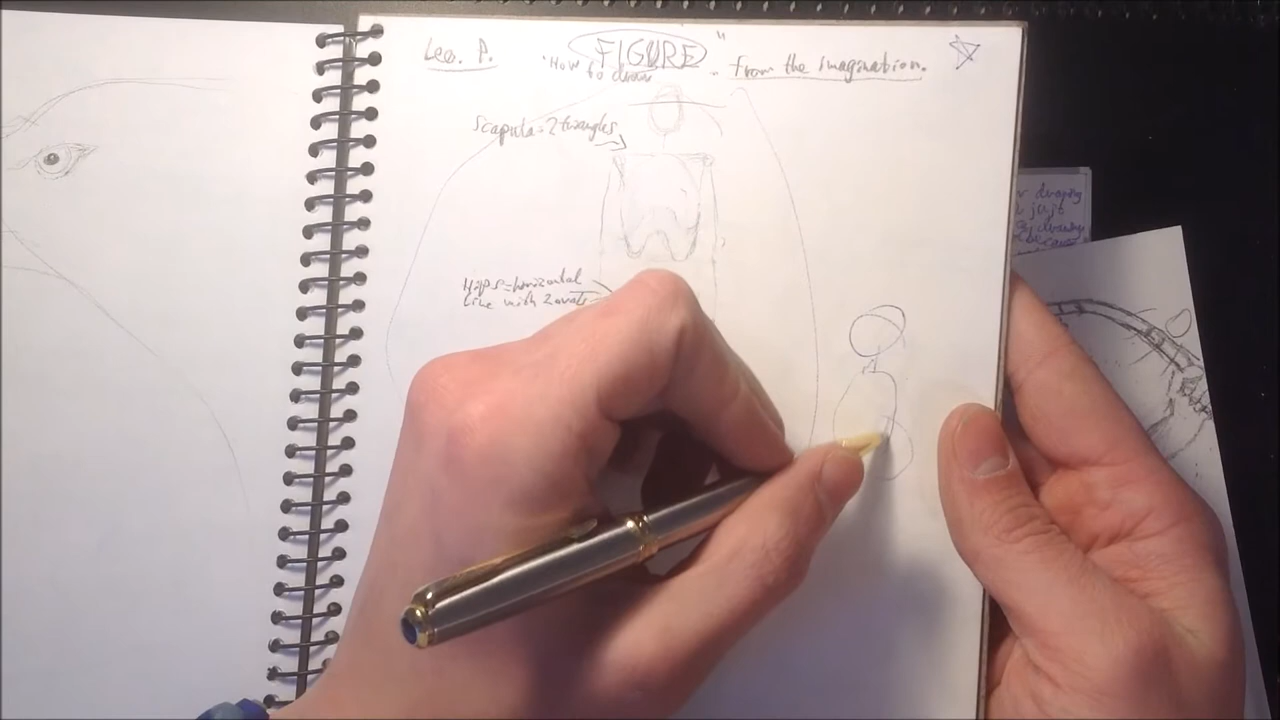 Leo. P.
"How to draw FIGURE" from the imagination.
Scapula = 2 triangles
Hips = horizontal
line with 2 ovals